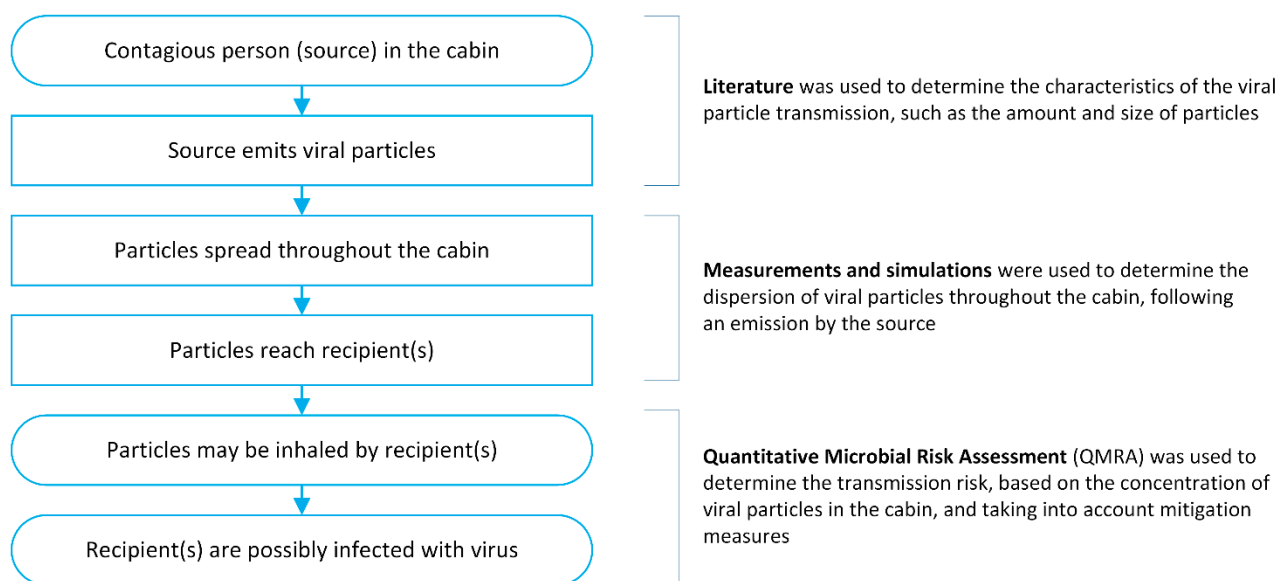 Contagious person (source) in the cabin
Source emits viral particles
Literature was used to determine the characteristics of the viral
particle transmission, such as the amount and size of particles
Particles spread throughout the cabin
Particles reach recipient(s)
Measurements and simulations were used to determine the
dispersion of viral particles throughout the cabin, following
an emission by the source
Particles may be inhaled by recipient(s)
Recipient(s) are possibly infected with virus
Quantitative Microbial Risk Assessment (QMRA) was used to
determine the transmission risk, based on the concentration of
viral particles in the cabin, and taking into account mitigation
measures